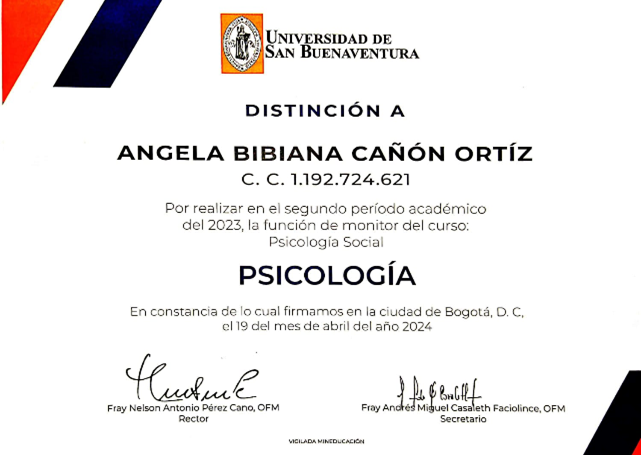 UNIVERSIDAD DE
SAN BUENAVENTURA
DISTINCIÓN A
ANGELA BIBIANA CAÑÓN ORTÍZ
C. C. 1.192.724.621
Por realizar en el segundo período académico
del 2023, la función de monitor del curso:
Psicología Social
PSICOLOGÍA
En constancia de lo cual firmamos en la ciudad de Bogotá, D. C,
el 19 del mes de abril del año 2024
Fray Nelson Antonio Pérez Cano, OFM
Rector
Fray Andrés Miguel Casaleth Faciolince, OFM
Secretario
VIGILADA MINEDUCACIÓN